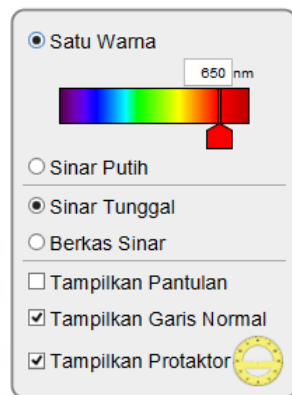 Satu Warna
650 nm
Sinar Putih
Sinar Tunggal
Berkas Sinar
Tampilkan Pantulan
Tampilkan Garis Normal
Tampilkan Protaktor